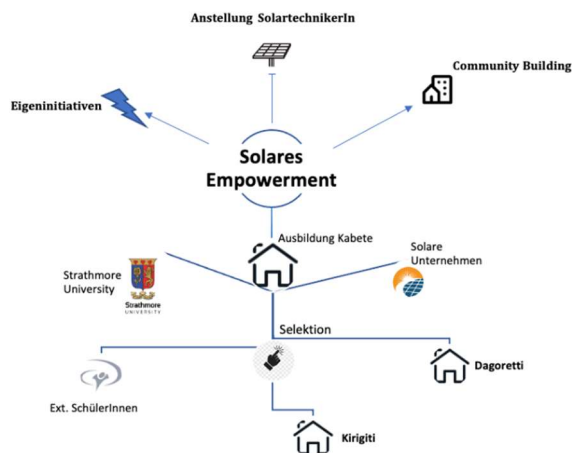 Anstellung SolartechnikerIn
Community Building
Eigeninitiativen
Solares
Empowerment
Ausbildung Kabete
Solare
Unternehmen
Strathmore
University
Strathmore
UNIVERSITY
Selektion
Dagoretti
Ext. SchülerInnen
Kirigiti